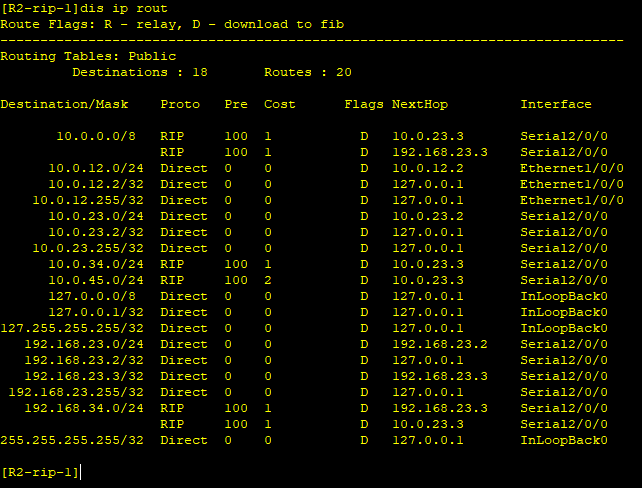 [R2-rip-1]dis ip rout
Route Flags: R - relay, D - download to fib
------------------------------------------------------------------------------
Routing Tables: Public
         Destinations : 18       Routes : 20

Destination/Mask    Proto   Pre  Cost      Flags NextHop         Interface

       10.0.0.0/8   RIP     100  1           D   10.0.23.3       Serial2/0/0
                    RIP     100  1           D   192.168.23.3    Serial2/0/0
      10.0.12.0/24  Direct  0    0           D   10.0.12.2       Ethernet1/0/0
      10.0.12.2/32  Direct  0    0           D   127.0.0.1       Ethernet1/0/0
    10.0.12.255/32  Direct  0    0           D   127.0.0.1       Ethernet1/0/0
      10.0.23.0/24  Direct  0    0           D   10.0.23.2       Serial2/0/0
      10.0.23.2/32  Direct  0    0           D   127.0.0.1       Serial2/0/0
    10.0.23.255/32  Direct  0    0           D   127.0.0.1       Serial2/0/0
      10.0.34.0/24  RIP     100  1           D   10.0.23.3       Serial2/0/0
      10.0.45.0/24  RIP     100  2           D   10.0.23.3       Serial2/0/0
      127.0.0.0/8   Direct  0    0           D   127.0.0.1       InLoopBack0
      127.0.0.1/32  Direct  0    0           D   127.0.0.1       InLoopBack0
127.255.255.255/32  Direct  0    0           D   127.0.0.1       InLoopBack0
   192.168.23.0/24  Direct  0    0           D   192.168.23.2    Serial2/0/0
   192.168.23.2/32  Direct  0    0           D   127.0.0.1       Serial2/0/0
   192.168.23.3/32  Direct  0    0           D   192.168.23.3    Serial2/0/0
 192.168.23.255/32  Direct  0    0           D   127.0.0.1       Serial2/0/0
   192.168.34.0/24  RIP     100  1           D   192.168.23.3    Serial2/0/0
                    RIP     100  1           D   10.0.23.3       Serial2/0/0
255.255.255.255/32  Direct  0    0           D   127.0.0.1       InLoopBack0

[R2-rip-1]